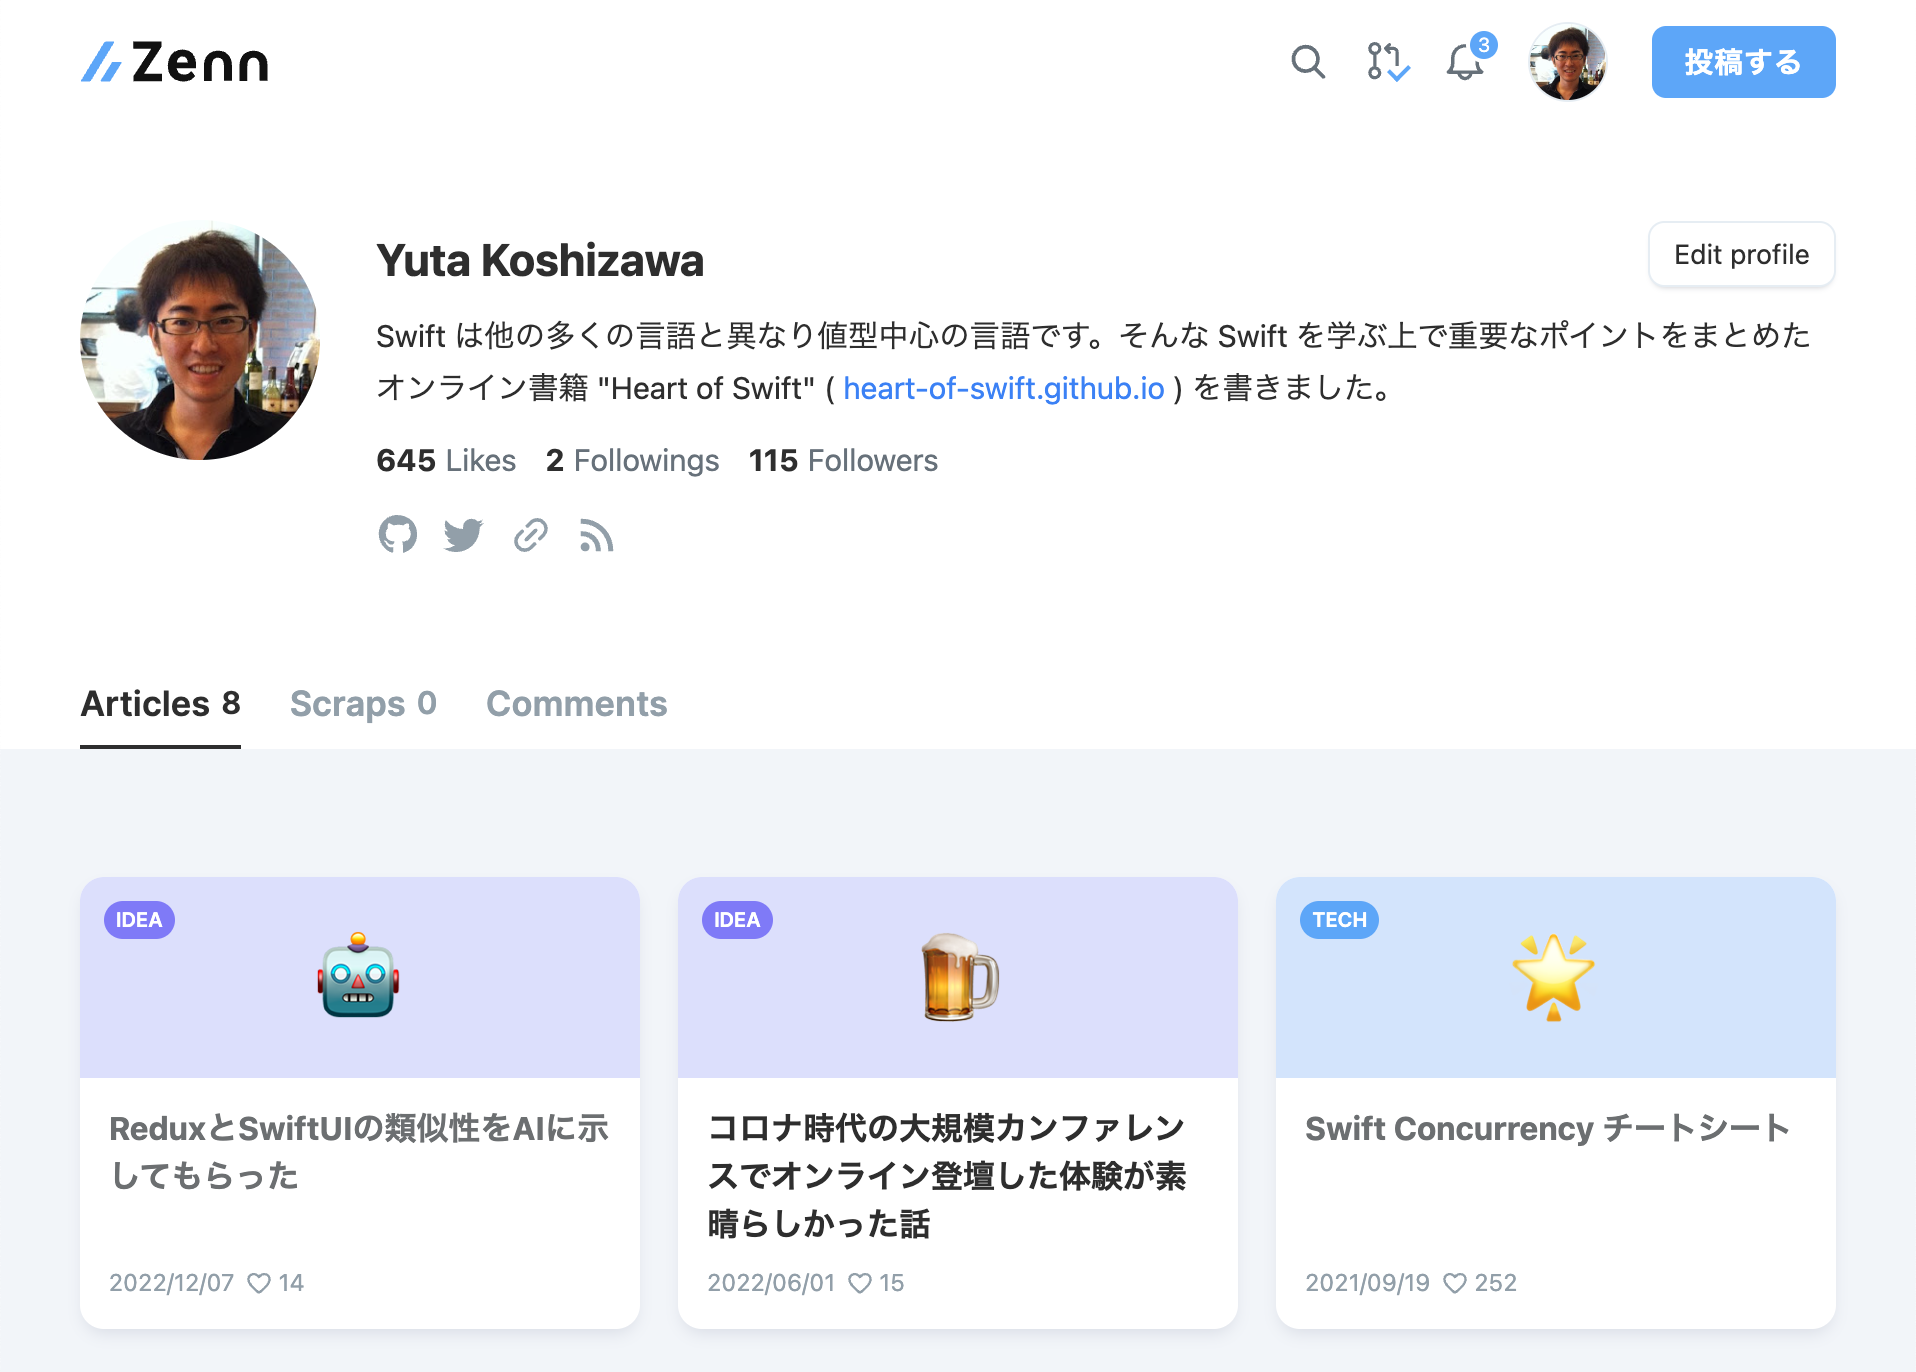 Zenn
3
投稿する
Yuta Koshizawa
Edit profile
Swift は他の多くの言語と異なり値型中心の言語です。そんな Swift を学ぶ上で重要なポイントをまとめた
オンライン書籍 "Heart of Swift" ( heart-of-swift.github.io ) を書きました。
645 Likes 2 Followings 115 Followers
Articles 8 Scraps 0 Comments
IDEA
ReduxとSwiftUIの類似性をAIに示
してもらった
2022/12/07 14
IDEA
コロナ時代の大規模カンファレン
スでオンライン登壇した体験が素
晴らしかった話
2022/06/01 15
TECH
Swift Concurrency チートシート
2021/09/19 252